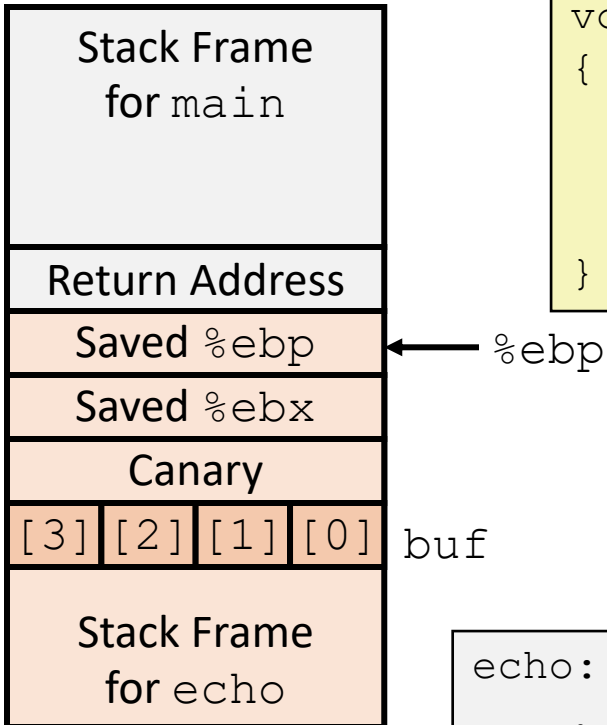 Stack Frame
for main
Return Address
Saved %ebp
%ebp
Saved %ebx
Canary
[3] [2] [1] [0]
buf
Stack Frame
for echo
{
}
echo: